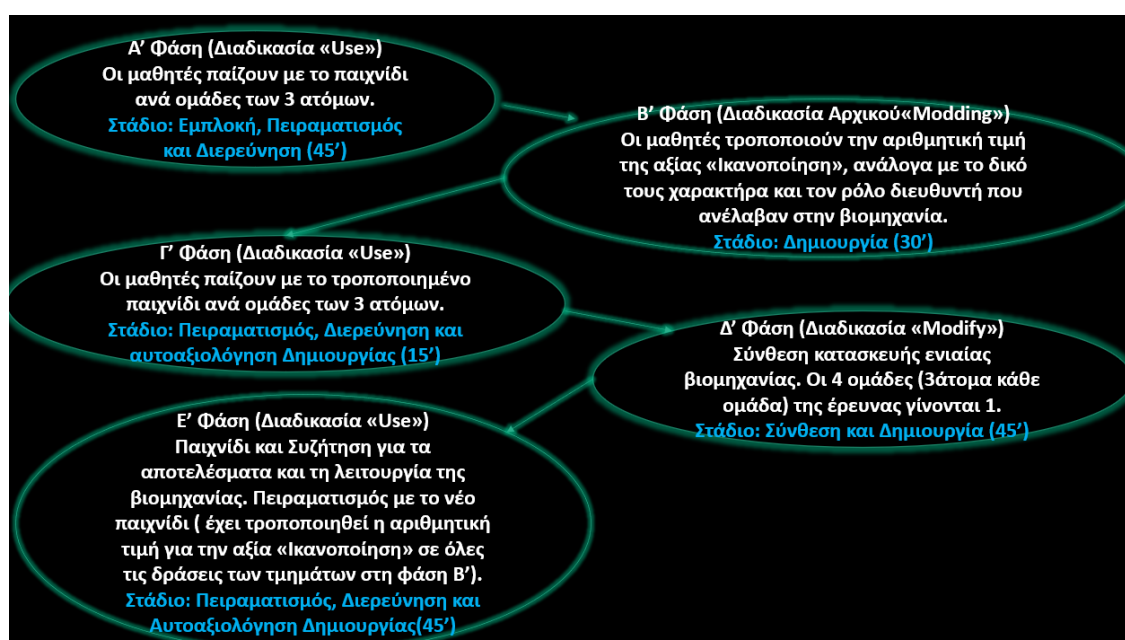 Α’ Φάση (Διαδικασία «Use»)
Οι μαθητές παίζουν με το παιχνίδι
ανά ομάδες των 3 ατόμων.
Στάδιο: Εμπλοκή, Πειραματισμός
και Διερεύνηση (45’)
Β’ Φάση (Διαδικασία Αρχικού«Modding»)
Οι μαθητές τροποποιούν την αριθμητική τιμή
της αξίας «Ικανοποίηση», ανάλογα με το δικό
τους χαρακτήρα και τον ρόλο διευθυντή που
ανέλαβαν στην βιομηχανία.
Στάδιο: Δημιουργία (30’)
Γ’ Φάση (Διαδικασία «Use»)
Οι μαθητές παίζουν με το τροποποιημένο
παιχνίδι ανά ομάδες των 3 ατόμων.
Στάδιο: Πειραματισμός, Διερεύνηση και
αυτοαξιολόγηση Δημιουργίας (15’)
Δ’ Φάση (Διαδικασία «Modify»)
Σύνθεση κατασκευής ενιαίας
βιομηχανίας. Οι 4 ομάδες (3άτομα κάθε
ομάδα) της έρευνας γίνονται 1.
Στάδιο: Σύνθεση και Δημιουργία (45’)
Ε’ Φάση (Διαδικασία «Use»)
Παιχνίδι και Συζήτηση για τα
αποτελέσματα και τη λειτουργία της
βιομηχανίας. Πειραματισμός με το νέο
παιχνίδι ( έχει τροποποιηθεί η αριθμητική
τιμή για την αξία «Ικανοποίηση» σε όλες
τις δράσεις των τμημάτων στη φάση Β’).
Στάδιο: Πειραματισμός, Διερεύνηση και
Αυτοαξιολόγηση Δημιουργίας(45’)